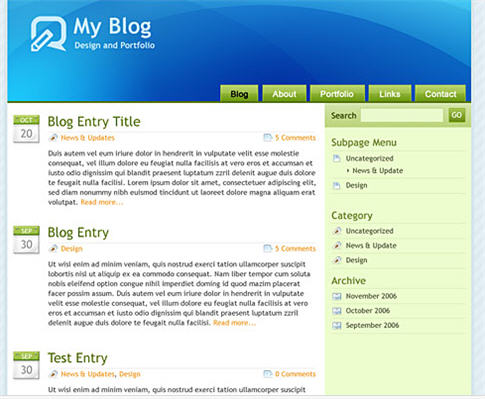 My Blog
Design and Portfolio
Blog
About
Portfolio
Links
Contact
OCT
20
Blog Entry Title
News & Updates
5 Comments
Duis autem vel eum iriure dolor in hendrerit in vulputate velit esse molestie
consequat, vel illum dolore eu feugiat nulla facilisis at vero eros et accumsan et
iusto odio dignissim qui blandit praesent luptatum zzril delenit augue duis dolore
te feugait nulla facilisi. Lorem ipsum dolor sit amet, consectetuer adipiscing elit,
sed diam nonummy nibh euismod tincidunt ut laoreet dolore magna aliquam erat
volutpat. Read more...
SEP
30
Blog Entry
Design
5 Comments
Ut wisi enim ad minim veniam, quis nostrud exerci tation ullamcorper suscipit
lobortis nisl ut aliquip ex ea commodo consequat. Nam liber tempor cum soluta
nobis eleifend option congue nihil imperdiet doming id quod mazim placerat
facer possim assum. Duis autem vel eum iriure dolor in hendrerit in vulputate
velit esse molestie consequat, vel illum dolore eu feugiat nulla facilisis at vero
eros et accumsan et iusto odio dignissim qui blandit praesent luptatum zzril
delenit augue duis dolore te feugait nulla facilisi. Read more...
SEP
30
Test Entry
News & Updates, Design
0 Comments
Ut wisi enim ad minim veniam, quis nostrud exerci tation ullamcorper suscipit
Search
GO
Subpage Menu
Uncategorized
News & Update
Design
Category
Uncategorized
News & Update
Design
Archive
November 2006
October 2006
September 2006